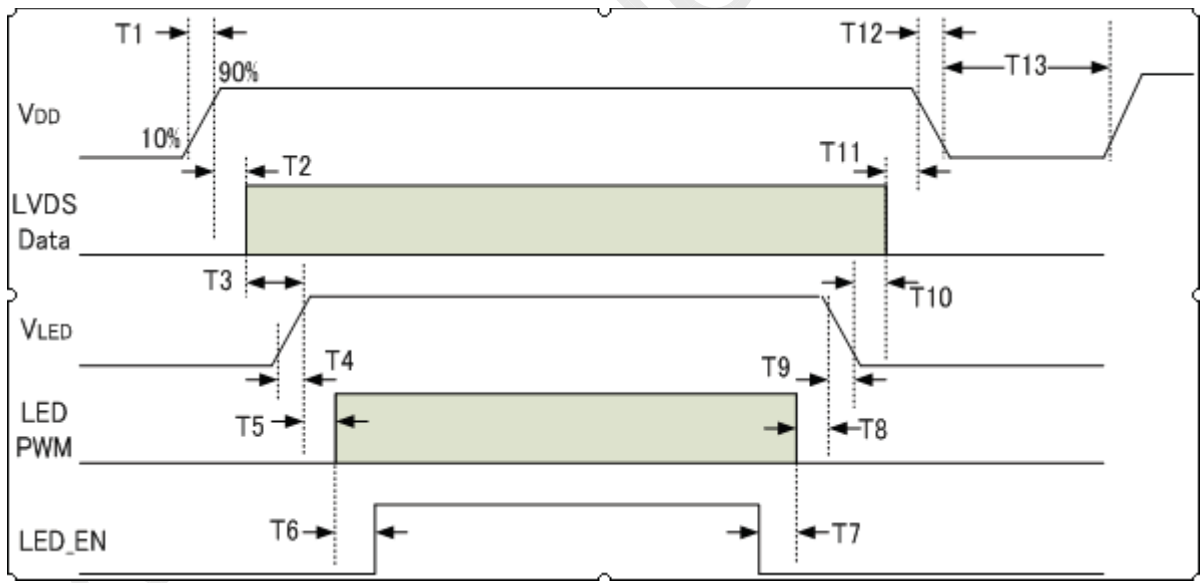 T1
T12
90%
T13
VDD
10%
T2
T11
LVDS
Data
T3
T10
VLED
T4
T9
LED
PWM
T5
T8
T6
T7
LED_EN